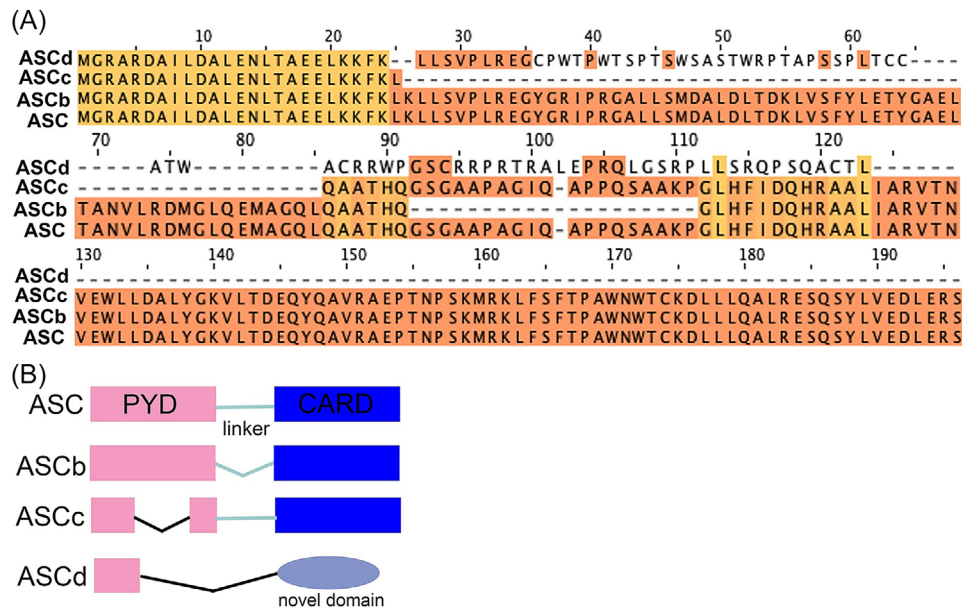 (A)
10 20 30 40 50 60
ASCd MGRARDAILDALENLTAEELKKFK--LLSVPLREGCPWTPWTSPTSWSASTWRPTAPSSPLTCC----
ASCc MGRARDAILDALENLTAEELKKFKL-------------------------------------------
ASCb MGRARDAILDALENLTAEELKKFKLKLLSVPLREGYGRIPRGALLSMDALDLTDKLVSFYLETYGAEL
ASC MGRARDAILDALENLTAEELKKFKLKLLSVPLREGYGRIPRGALLSMDALDLTDKLVSFYLETYGAEL
70 80 90 100 110 120
ASCd -----ATW---------ACRRWPGSCRRPRTRALEPRQLGSRPLLSRQPSQACTL------
ASCc -----------------QAATHQGSGAAPAGIQ-APPQSAAKPGLHFIDQHRAALIARVTN
ASCb TANVLRDMGLQEMAGQLQAATHQ--------------------GLHFIDQHRAALIARVTN
ASC TANVLRDMGLQEMAGQLQAATHQGSGAAPAGIQ-APPQSAAKPGLHFIDQHRAALIARVTN
130 140 150 160 170 180 190
ASCd -------------------------------------------------------------------
ASCc VEWLLDALYGKVLTDEQYQAVRAEPTNPSKMRKLFSFTPAWNWTCKDLLLQALRESQSYLVEDLERS
ASCb VEWLLDALYGKVLTDEQYQAVRAEPTNPSKMRKLFSFTPAWNWTCKDLLLQALRESQSYLVEDLERS
ASC VEWLLDALYGKVLTDEQYQAVRAEPTNPSKMRKLFSFTPAWNWTCKDLLLQALRESQSYLVEDLERS
(B)
ASC PYD CARD
linker
ASCb
ASCc
ASCd
novel domain